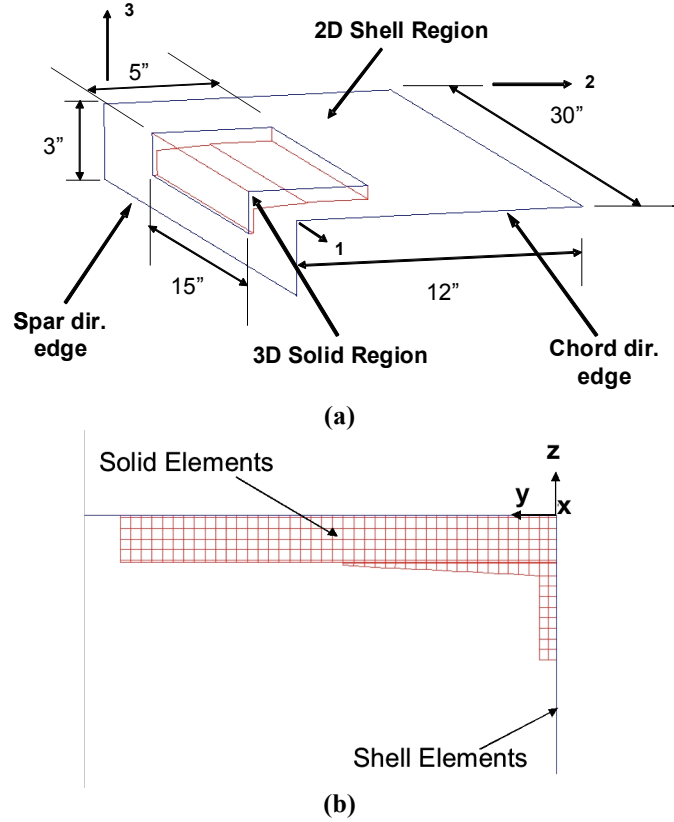 3
2D Shell Region
5”
2
30”
3”
1
15”
12”
Spar dir.
edge
3D Solid Region
Chord dir.
edge
(a)
Solid Elements
z
y
x
Shell Elements
(b)